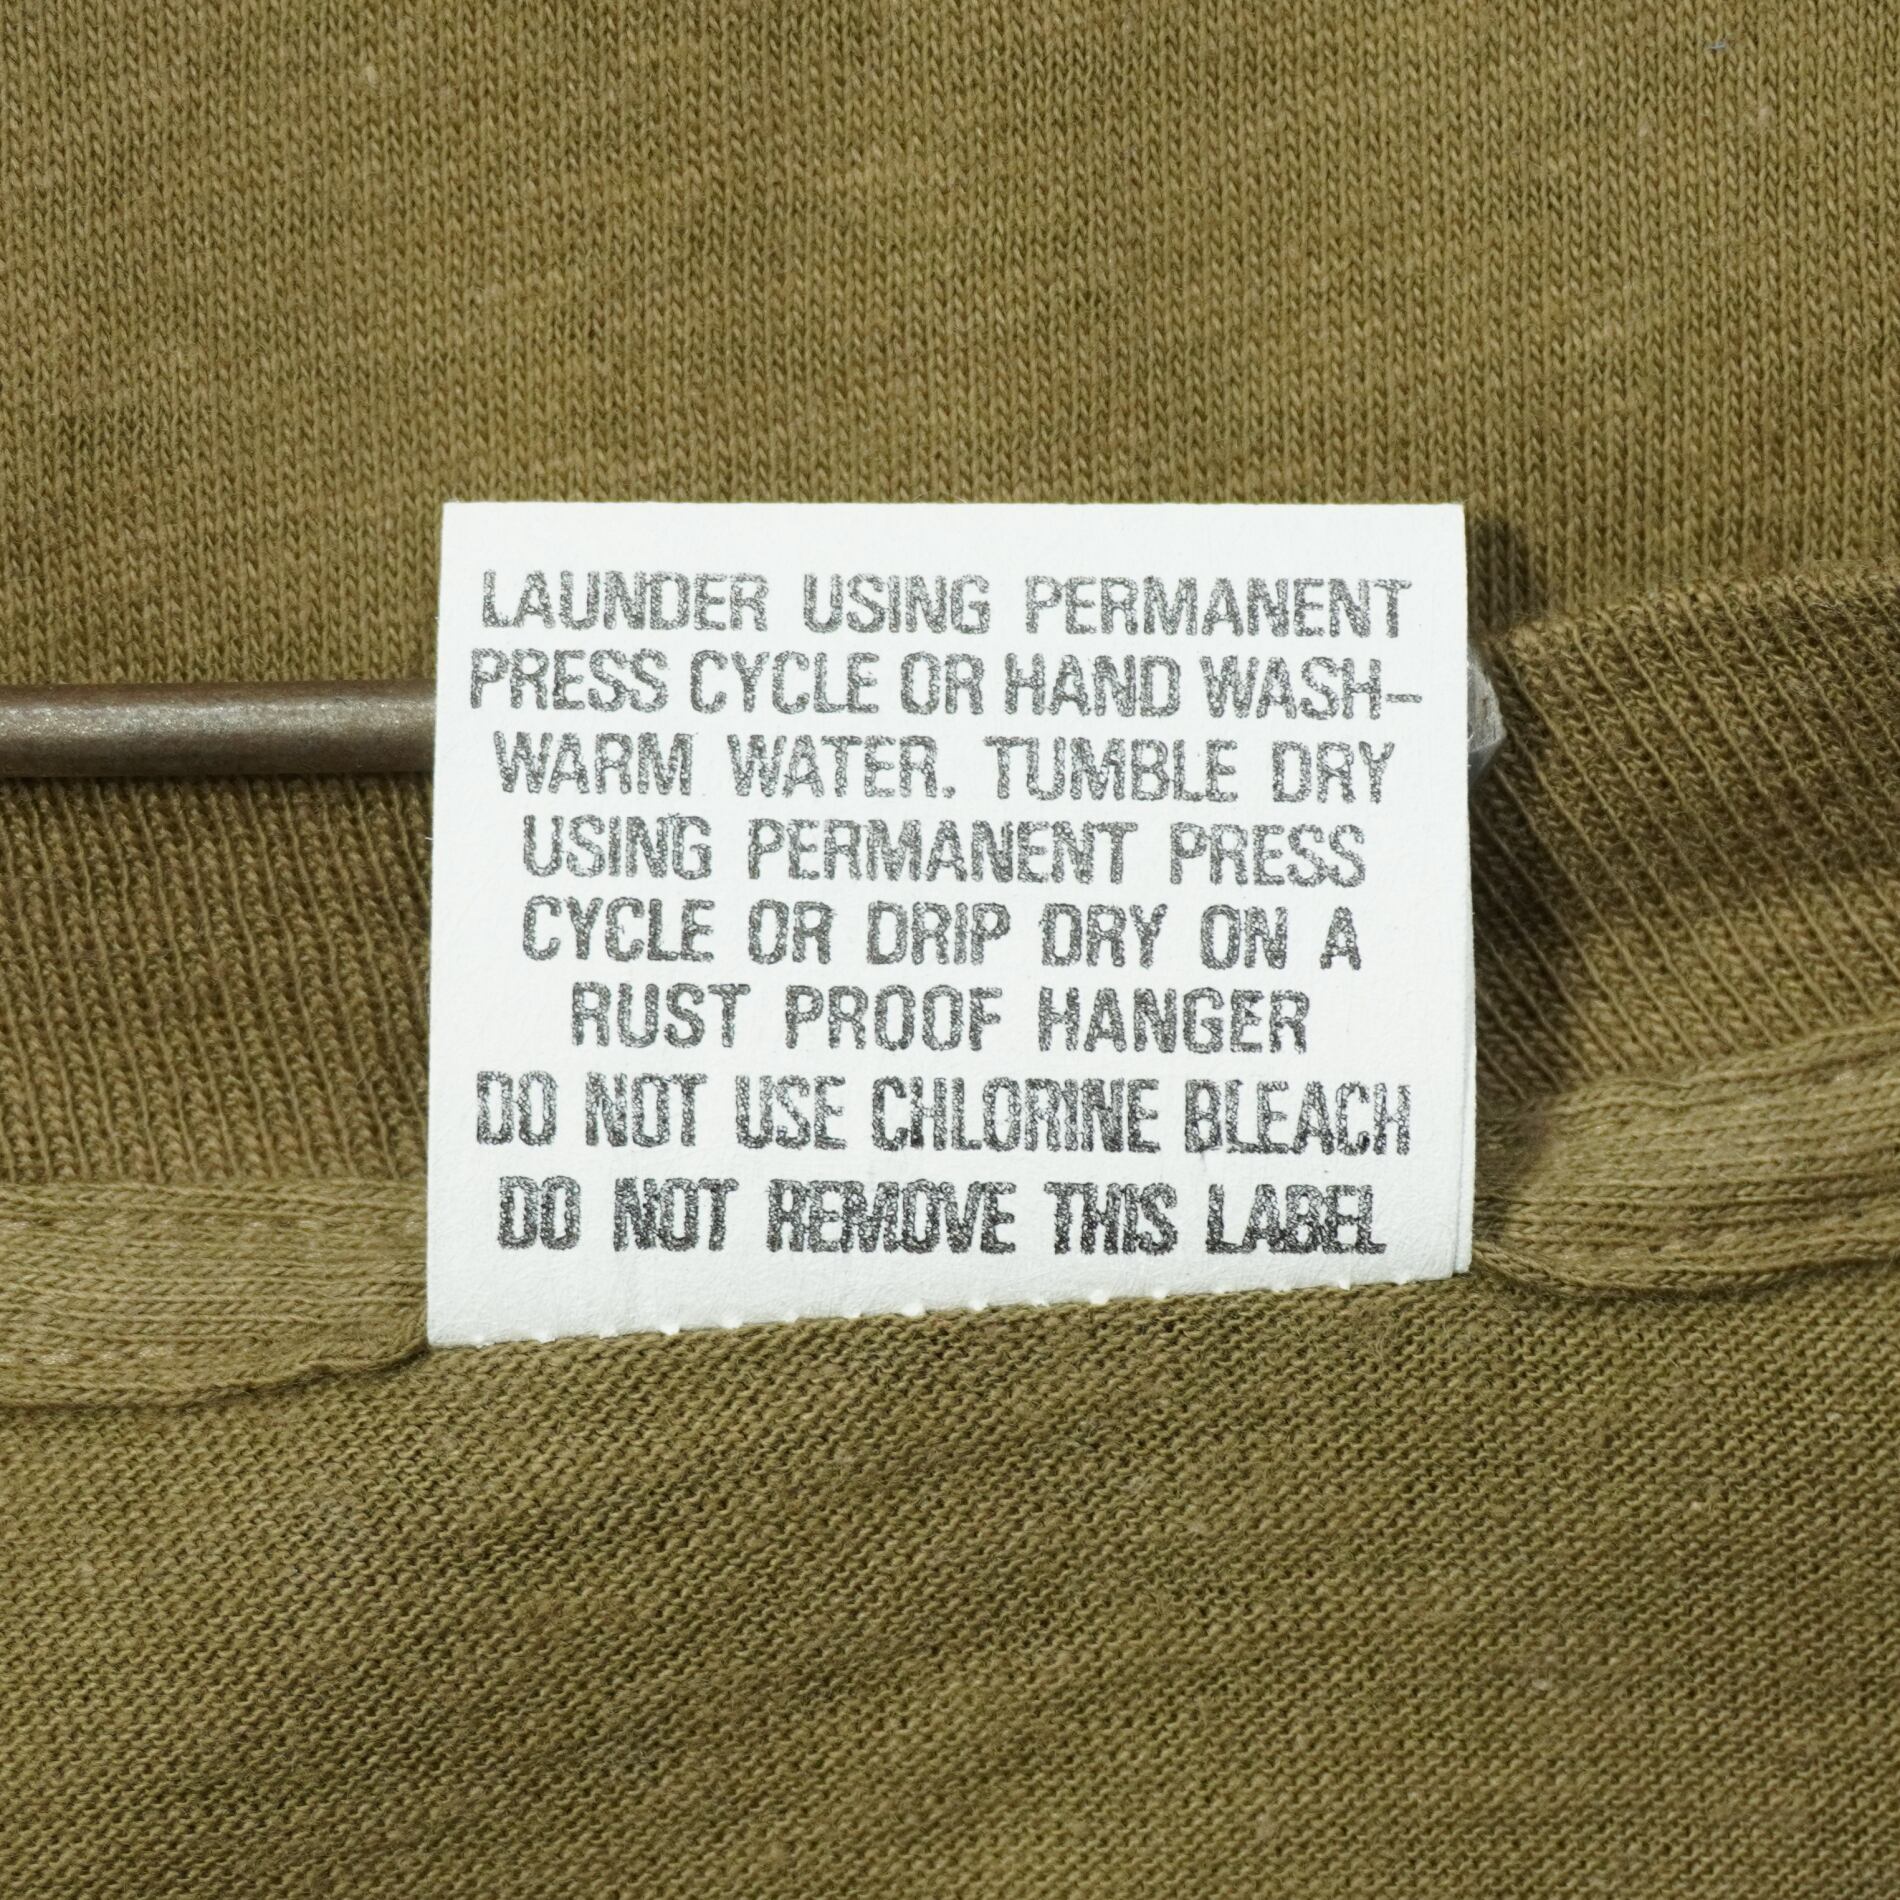 LAUNDER USING PERMANENT
PRESS CYCLE OR HAND WASH-
WARM WATER. TUMBLE DRY
USING PERMANENT PRESS
CYCLE OR DRIP DRY ON A
RUST PROOF HANGER
DO NOT USE CHLORINE BLEACH
DO NOT REMOVE THIS LABEL